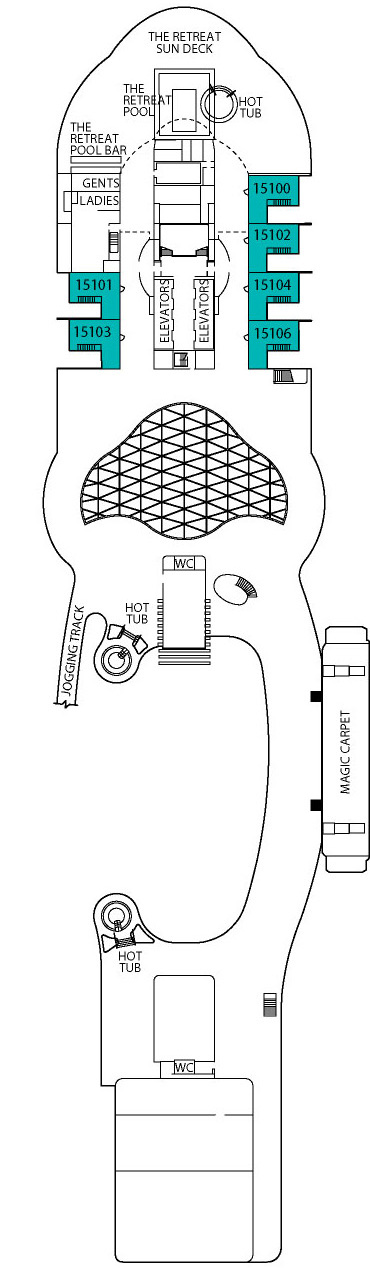 THE RETREAT
SUN DECK
THE
RETREAT
POOL
HOT
TUB
THE
RETREAT
POOL BAR
GENTS
LADIES
15100
15102
15101
15104
15103
15106
ELEVATORS
ELEVATORS
WC
HOT
TUB
JOGGING TRACK
MAGIC CARPET
HOT
TUB
WC